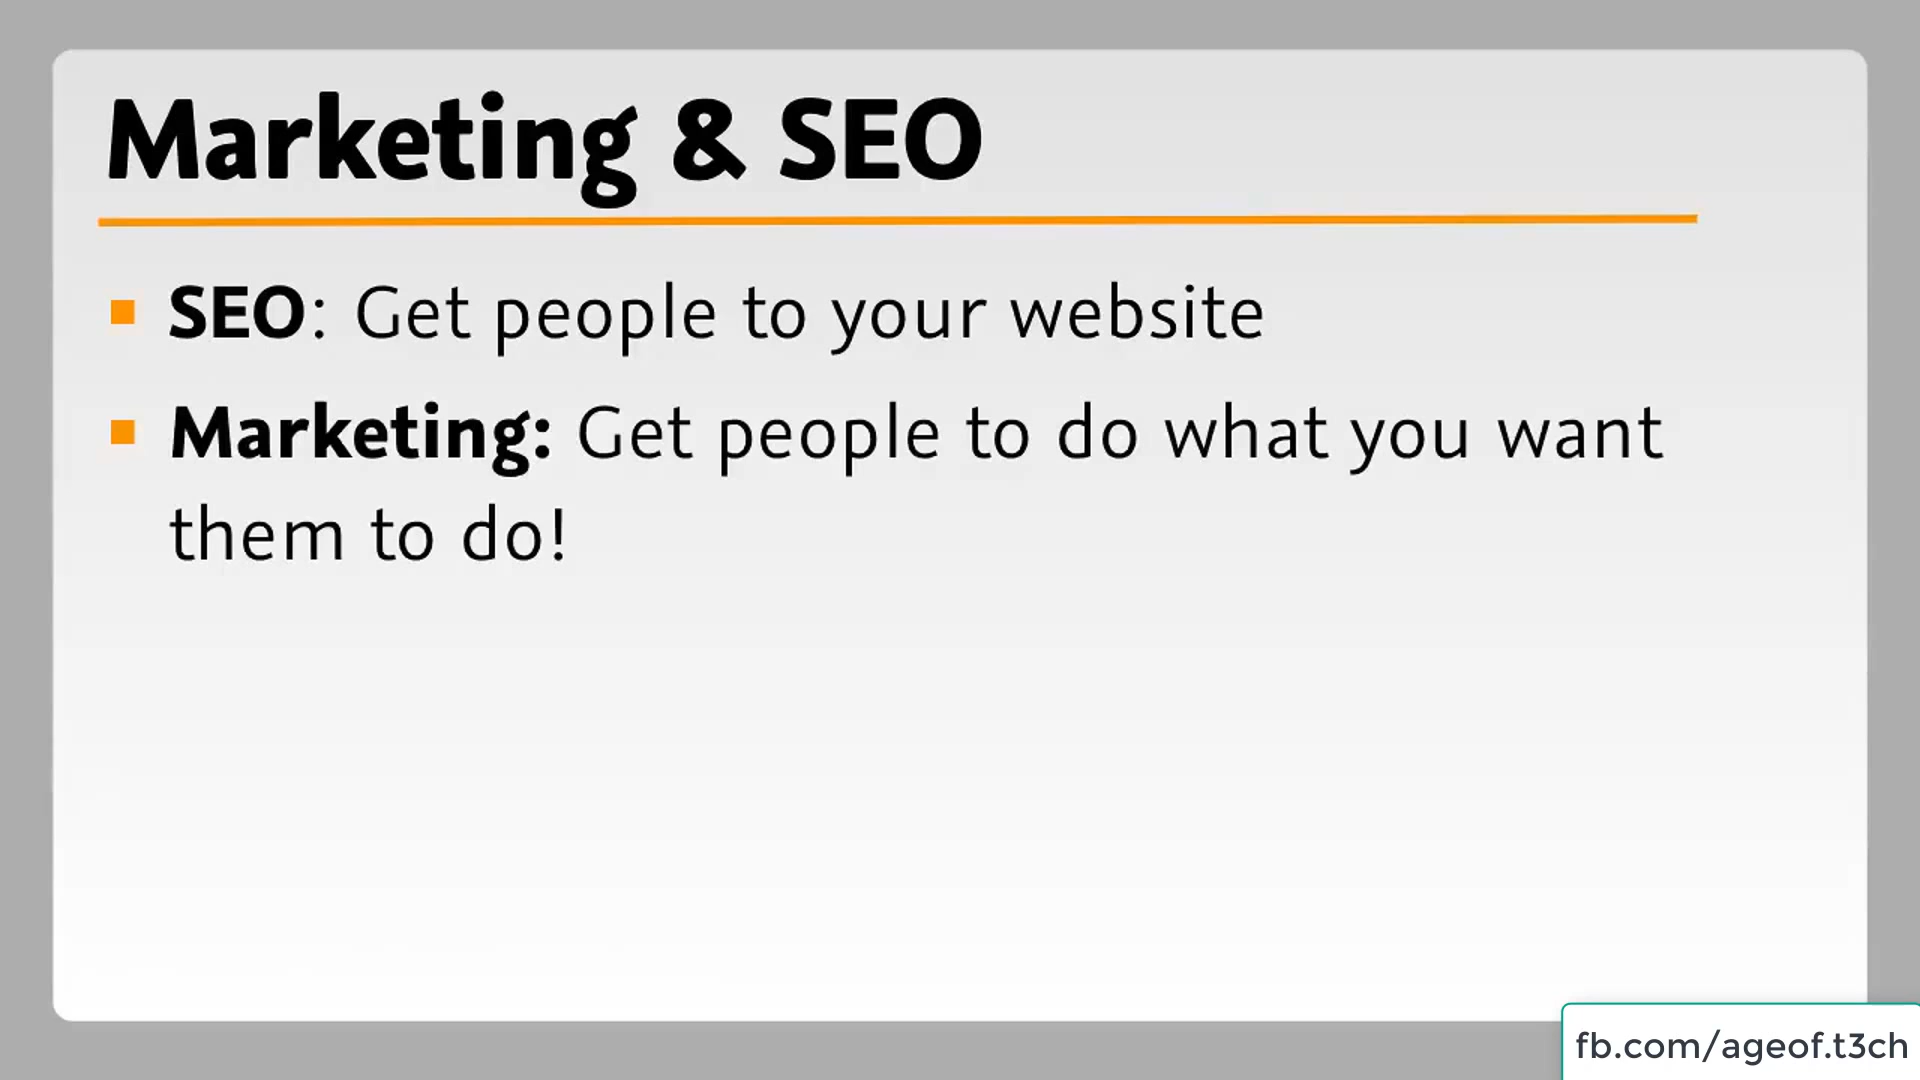 Marketing & SEO
SEO: Get people to your website
Marketing: Get people to do what you want
them to do!
fb.com/ageof.t3ch